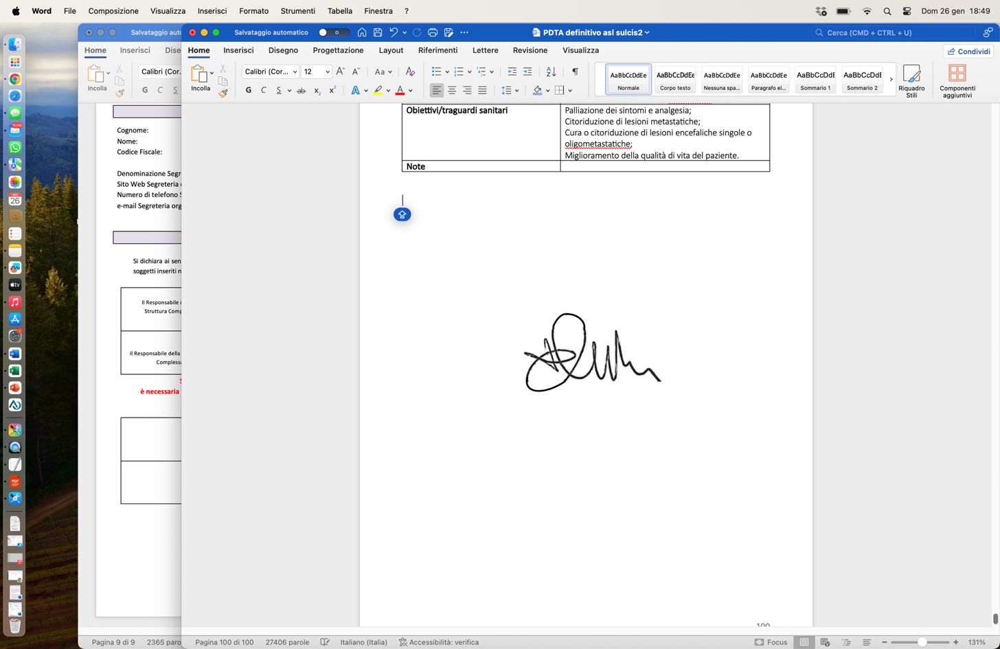 Word File Composizione Visualizza Inserisci Formato Strumenti Tabella Finestra ? Dom 26 gen 18:49
Salvataggio auto
Salvataggio automatico
PDTA definitivo asl sulcis2
Cerca (CMD + CTRL + U)
Home Inserisci Dise
Home Inserisci Disegno Progettazione Layout Riferimenti Lettere Revisione Visualizza
Condividi
Incolla
Calibri (Cor...
G C S
Incolla
Calibri (Cor... 12
Aa
G C S ab x₂ x²
AaBbCcDdEe Normale
AaBbCcDdEe Corpo testo
AaBbCcDdEe Nessuna spa...
AaBbCcDdEe Paragrafo el...
AaBbCcDdE Sommario 1
AaBbCcDdE Sommario 2
Riquadro Stili
Componenti aggiuntivi
Cognome:
Nome:
Codice Fiscale:
Denominazione Segr
Sito Web Segreteria
Numero di telefono
e-mail Segreteria org
Si dichiara ai sen
soggetti inseriti n
Il Responsabile
Struttura Comp
Il Responsabile della
Complessa
è necessaria
Obiettivi/traguardi sanitari
Palliazione dei sintomi e analgesia;
Citoriduzione di lesioni metastatiche;
Cura o citoriduzione di lesioni encefaliche singole o
oligometastatiche;
Miglioramento della qualità di vita del paziente.
Note
100
Pagina 9 di 9 2365 paro
Pagina 100 di 100 27406 parole Italiano (Italia) Accessibilità: verifica Focus 131%